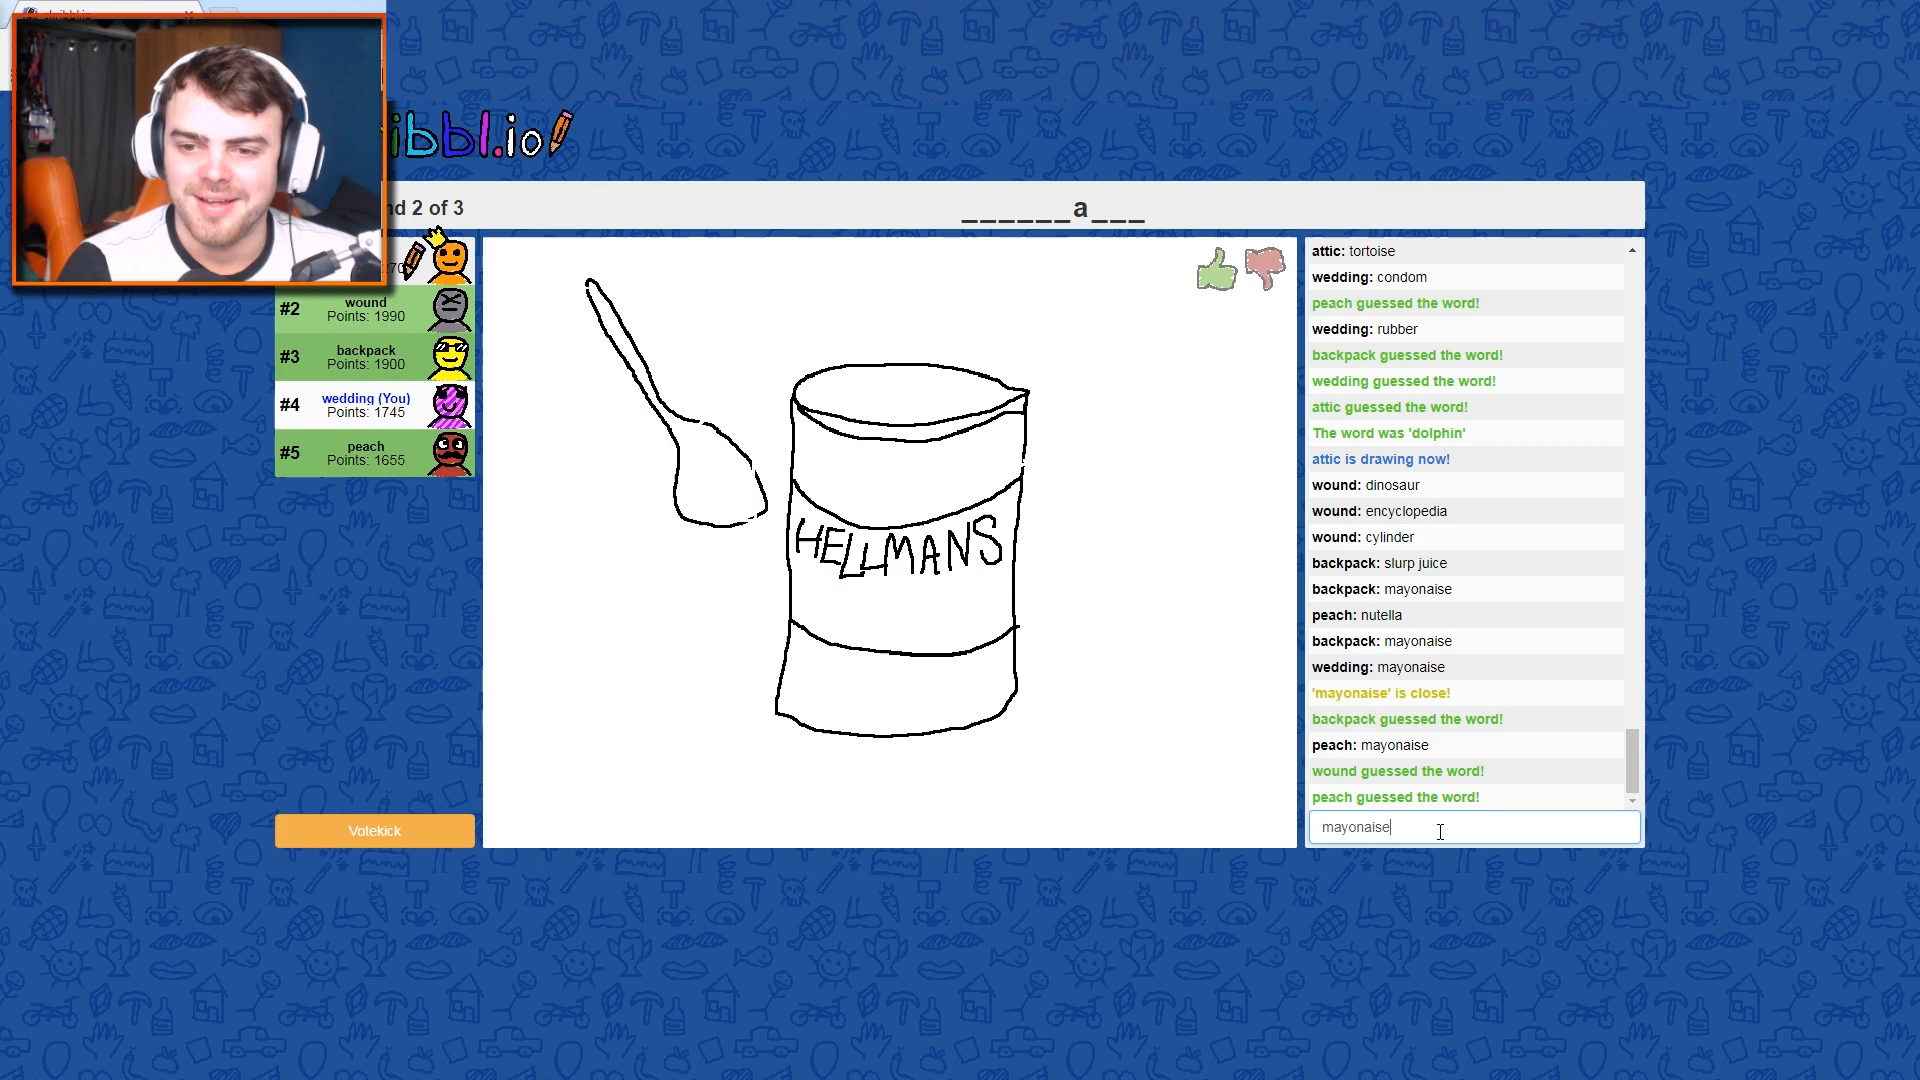 ibbl.io
nd 2 of 3
______a___
70
#2
wound
Points: 1990
#3
backpack
Points: 1900
#4
wedding (You)
Points: 1745
#5
peach
Points: 1655
Votekick
HELLMANS
attic: tortoise
wedding: condom
peach guessed the word!
wedding: rubber
backpack guessed the word!
wedding guessed the word!
attic guessed the word!
The word was 'dolphin'
attic is drawing now!
wound: dinosaur
wound: encyclopedia
wound: cylinder
backpack: slurp juice
backpack: mayonaise
peach: nutella
backpack: mayonaise
wedding: mayonaise
'mayonaise' is close!
backpack guessed the word!
peach: mayonaise
wound guessed the word!
peach guessed the word!
mayonaise